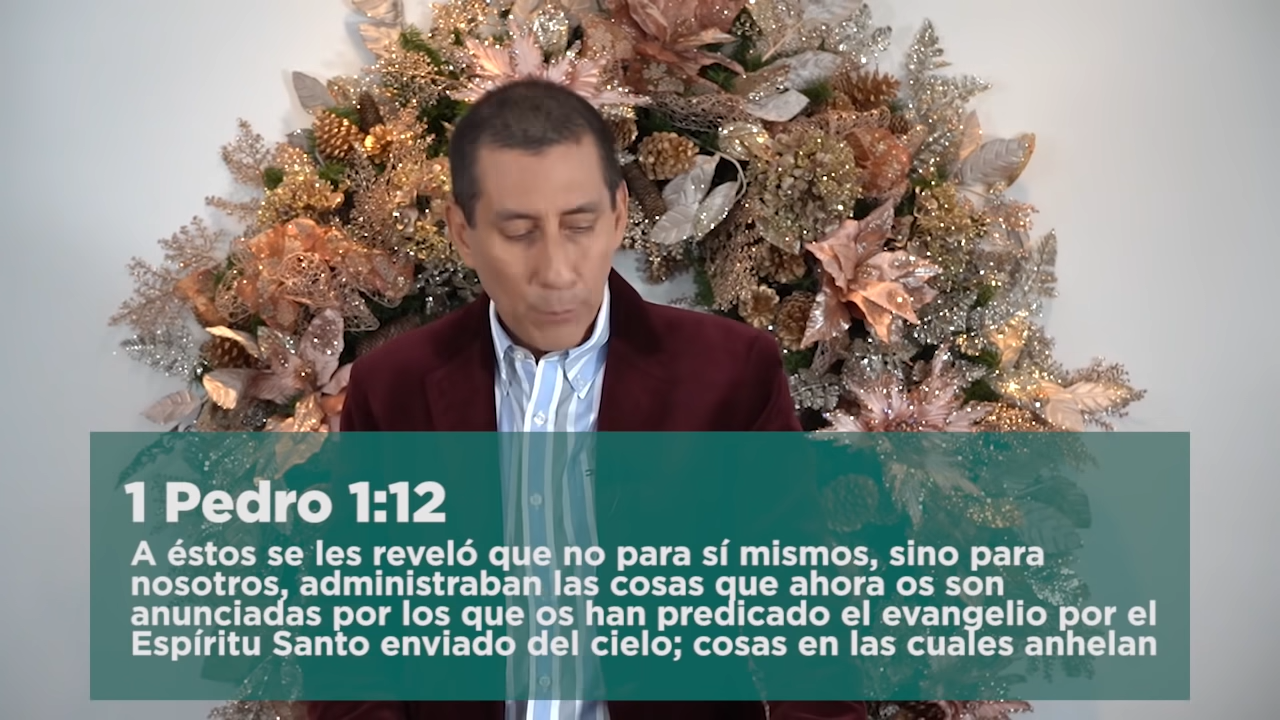 1 Pedro 1:12
A éstos se les reveló que no para sí mismos, sino para
nosotros, administraban las cosas que ahora os son
anunciadas por los que os han predicado el evangelio por el
Espíritu Santo enviado del cielo; cosas en las cuales anhelan